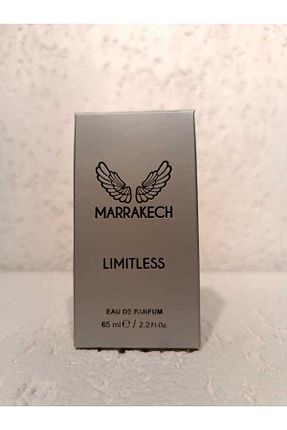 MARRAKECH
LIMITLESS
EAU DE PARFUM
65 ml ℮ / 2.2 Fl.Oz.